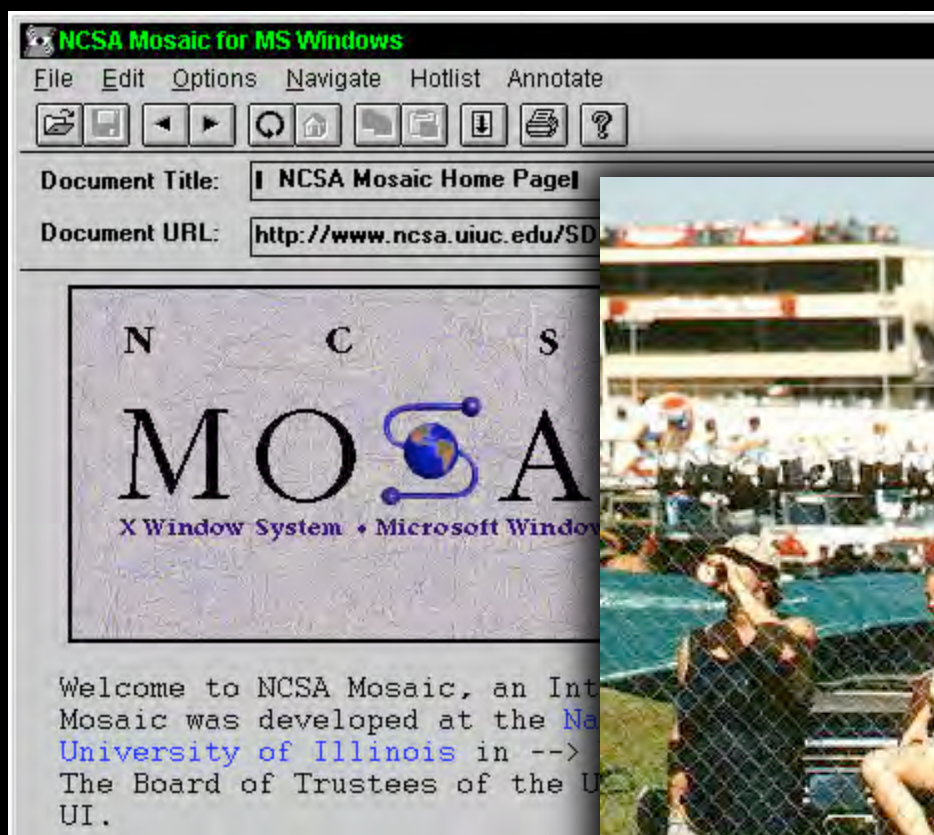 NCSA Mosaic for MS Windows
File Edit Options Navigate Hotlist Annotate
Document Title: NCSA Mosaic Home Page
Document URL: http://www.ncsa.uiuc.edu/SD
N C S
MOSA
X Window System • Microsoft Window
Welcome to NCSA Mosaic, an Int
Mosaic was developed at the Na
University of Illinois in -->
The Board of Trustees of the U
UI.